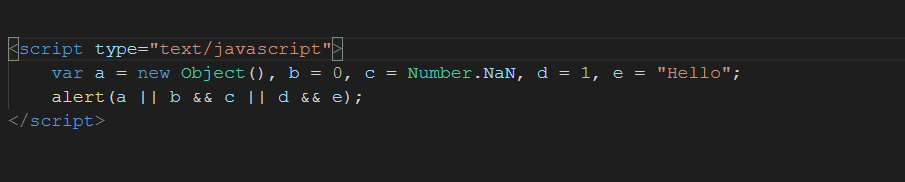 <script type="text/javascript">
var a = new Object(), b = 0, c = Number.NaN, d = 1, e = "Hello";
alert(a || b && c || d && e);
</script>